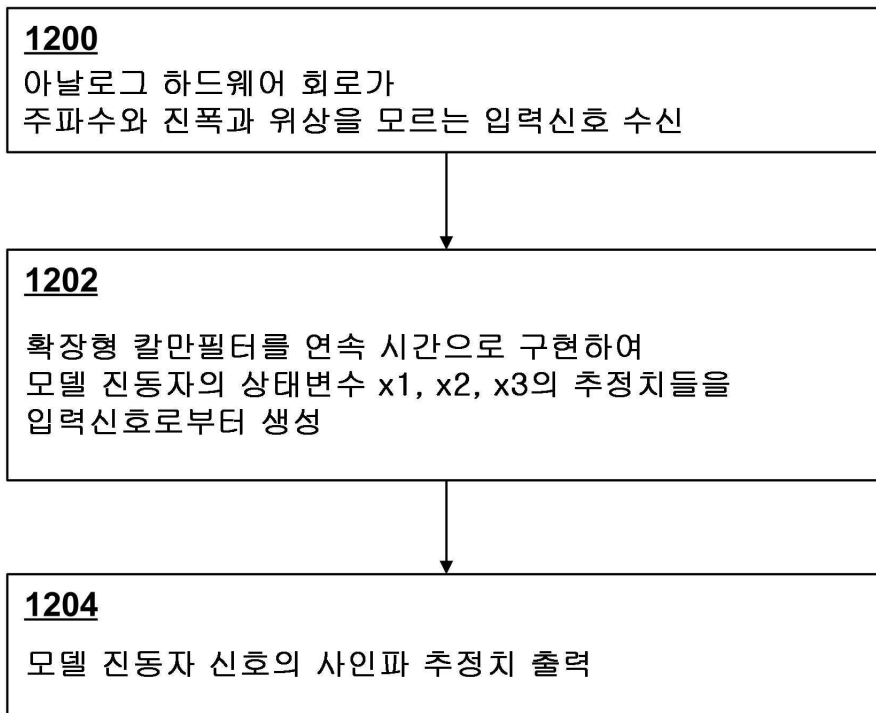 1200
아날로그 하드웨어 회로가
주파수와 진폭과 위상을 모르는 입력신호 수신
1202
확장형 칼만필터를 연속 시간으로 구현하여
모델 진동자의 상태변수 x1, x2, x3의 추정치들을
입력신호로부터 생성
1204
모델 진동자 신호의 사인파 추정치 출력